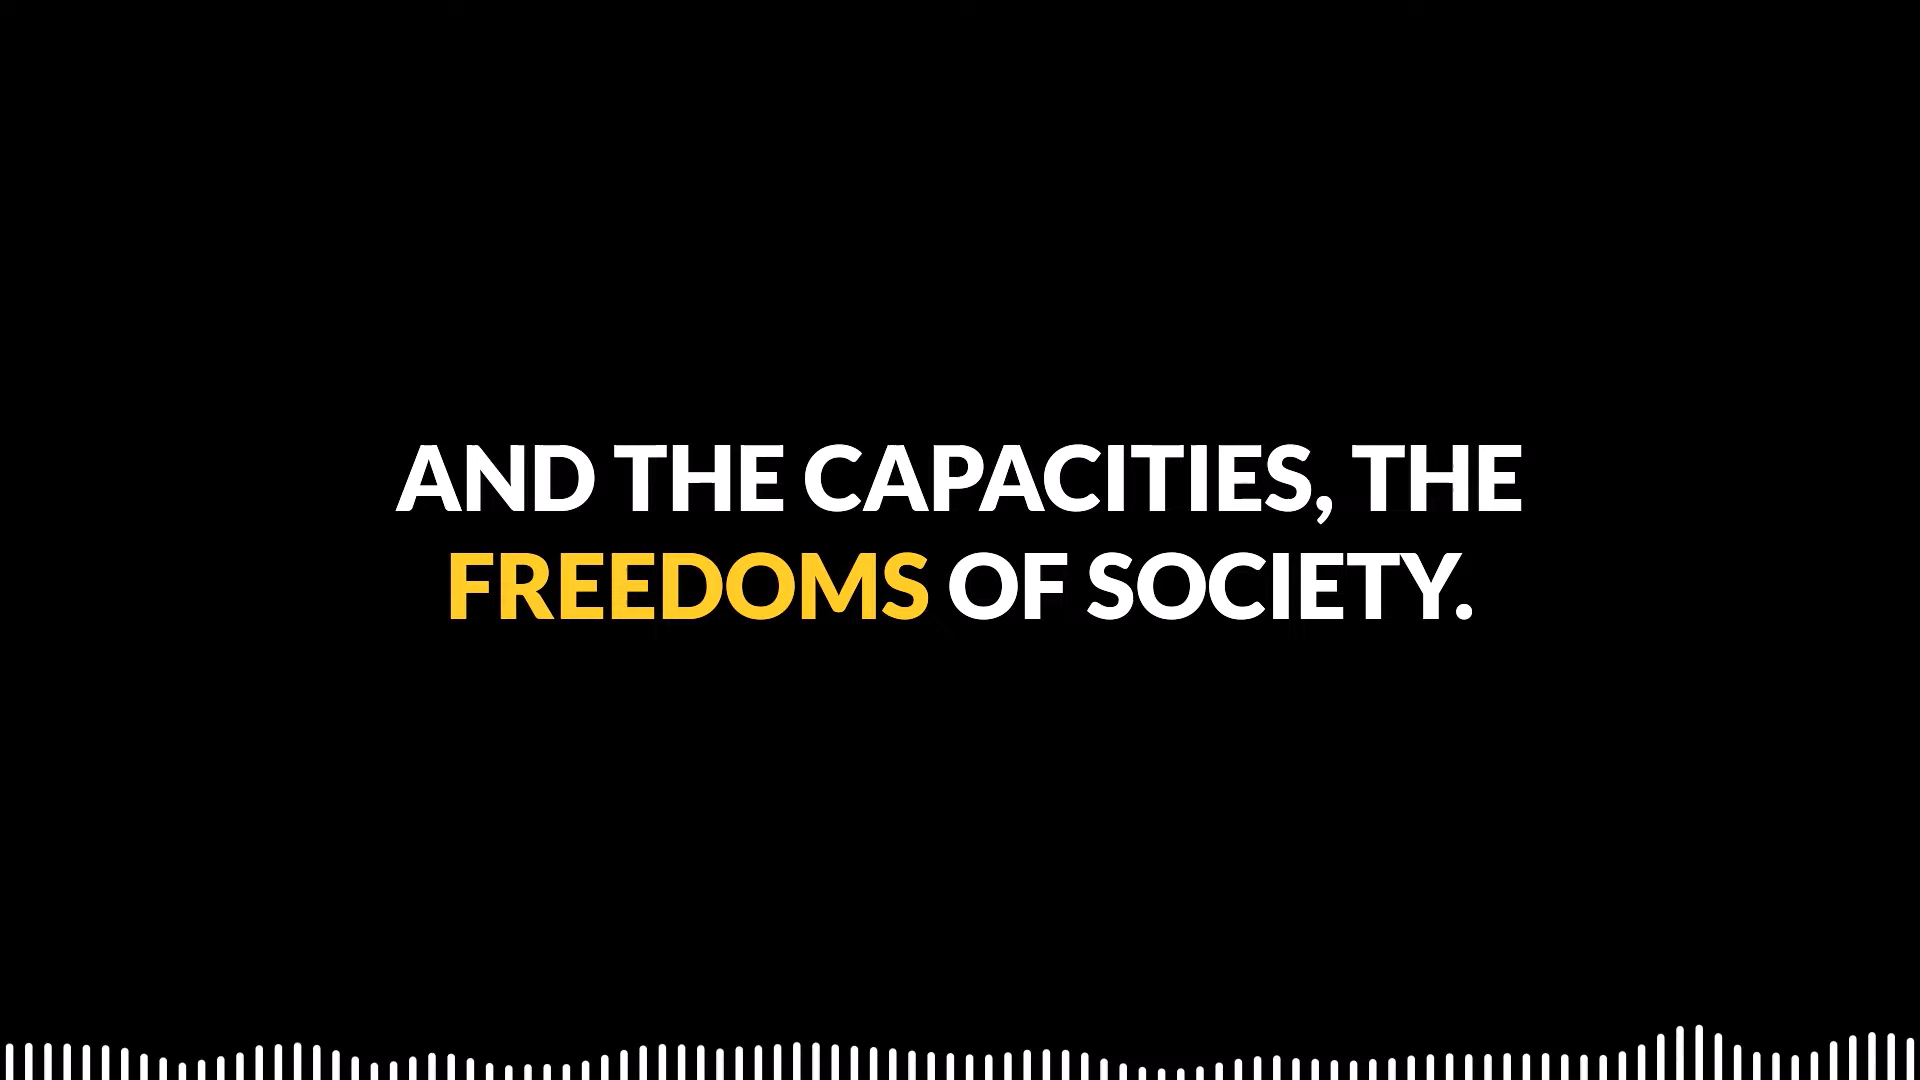 AND THE CAPACITIES, THE
FREEDOMS OF SOCIETY.